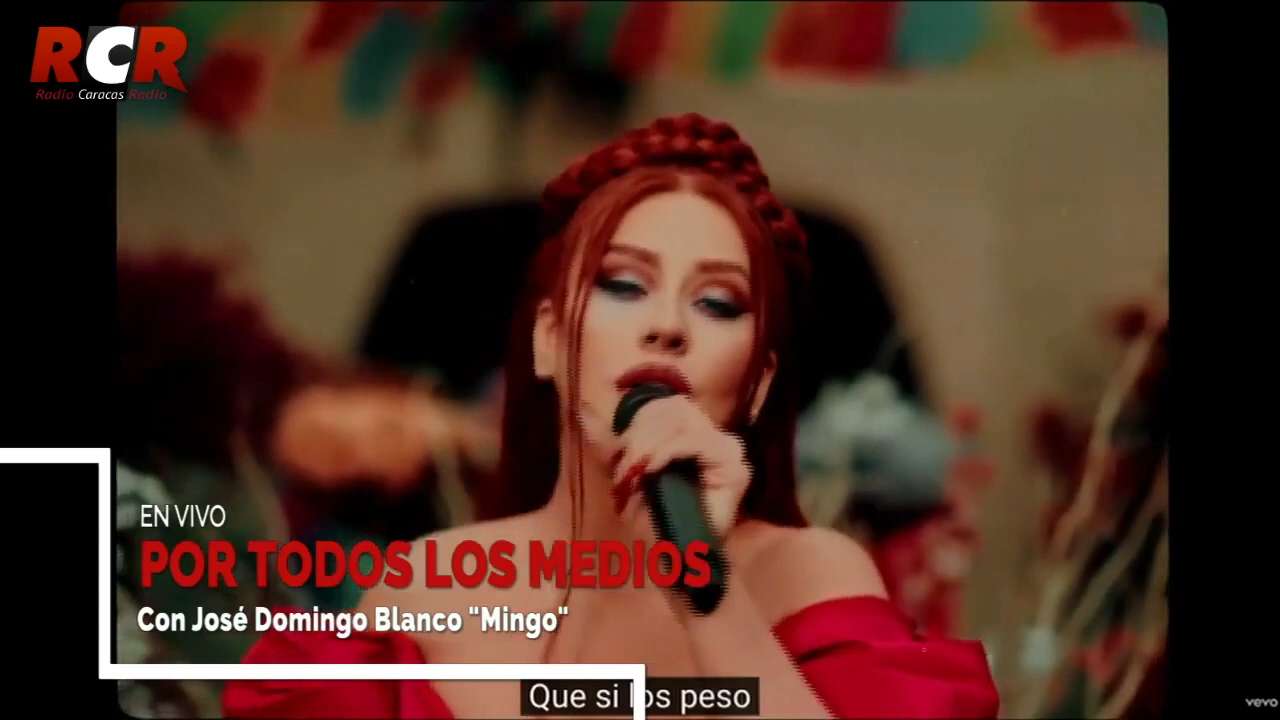 RCR
Radio Caracas Radio
EN VIVO
POR TODOS LOS MEDIOS
Con José Domingo Blanco "Mingo"
Que si los peso
vevo